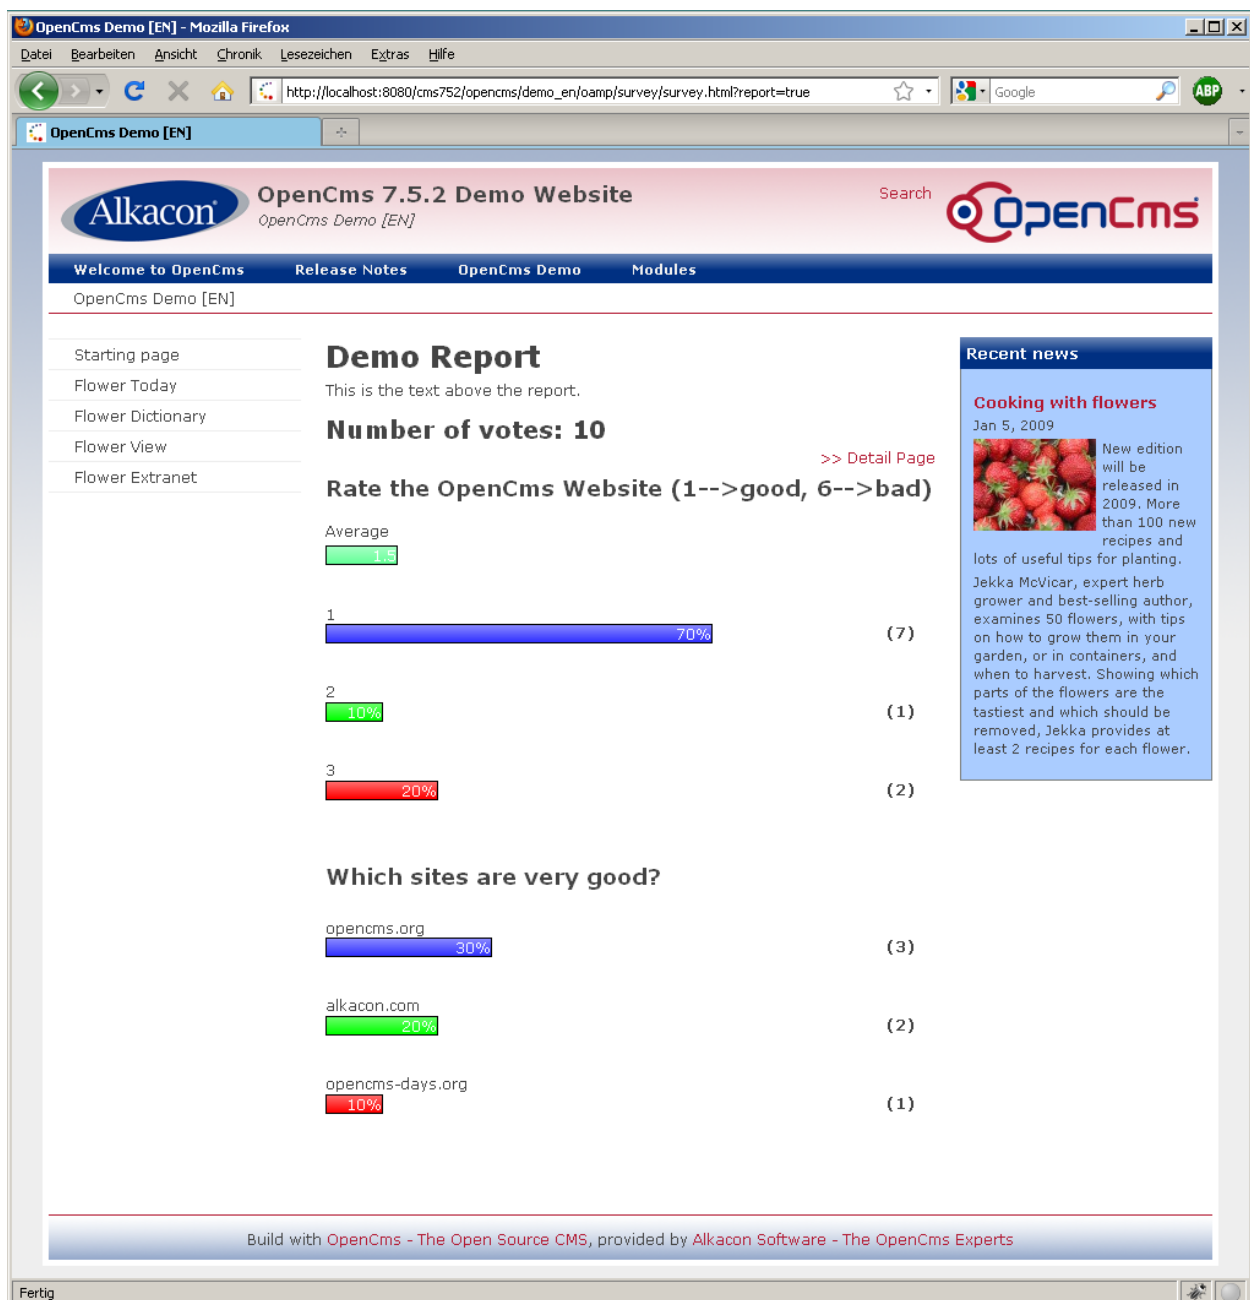 OpenCms Demo [EN] - Mozilla Firefox
Datei Bearbeiten Ansicht Chronik Lesezeichen Extras Hilfe
http://localhost:8080/cms752/opencms/demo_en/oamp/survey/survey.html?report=true
Google
ABP
OpenCms Demo [EN]
Alkacon
OpenCms 7.5.2 Demo Website
OpenCms Demo [EN]
Search
OpenCms
Welcome to OpenCms Release Notes OpenCms Demo Modules
OpenCms Demo [EN]
Starting page
Flower Today
Flower Dictionary
Flower View
Flower Extranet
Demo Report
This is the text above the report.
Number of votes: 10
>> Detail Page
Rate the OpenCms Website (1-->good, 6-->bad)
Average
1.5
1
70% (7)
2
10% (1)
3
20% (2)
Which sites are very good?
opencms.org
30% (3)
alkacon.com
20% (2)
opencms-days.org
10% (1)
Recent news
Cooking with flowers
Jan 5, 2009
New edition
will be
released in
2009. More
than 100 new
recipes and
lots of useful tips for planting.
Jekka McVicar, expert herb
grower and best-selling author,
examines 50 flowers, with tips
on how to grow them in your
garden, or in containers, and
when to harvest. Showing which
parts of the flowers are the
tastiest and which should be
removed, Jekka provides at
least 2 recipes for each flower.
Build with OpenCms - The Open Source CMS, provided by Alkacon Software - The OpenCms Experts
Fertig